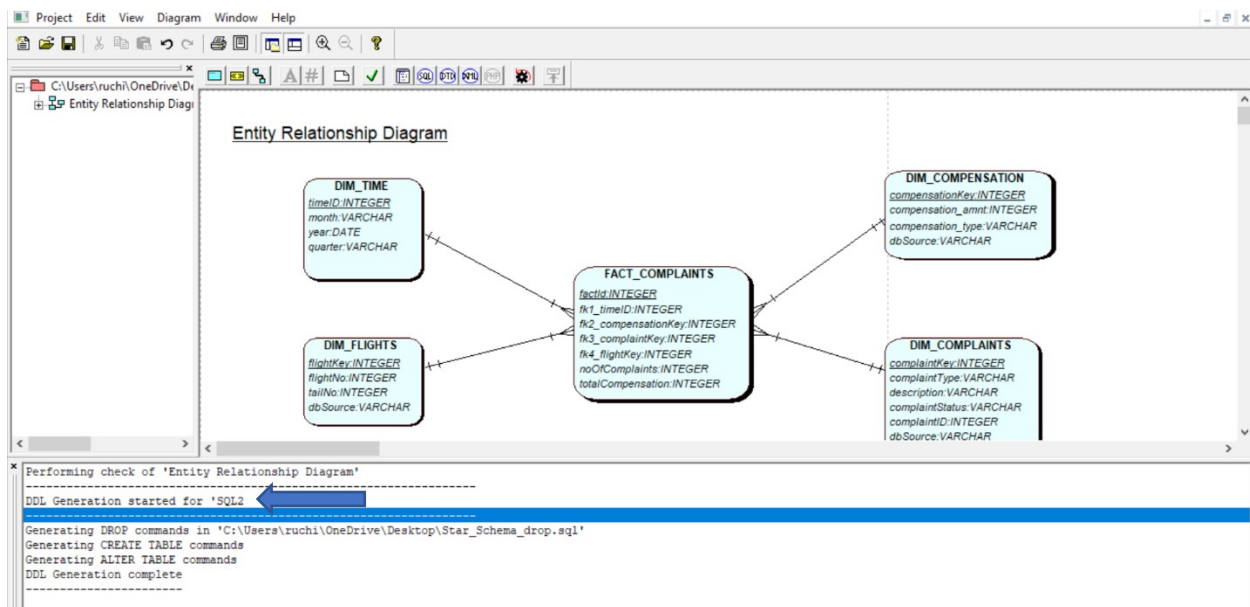 Project Edit View Diagram Window Help
A # SQL DTD XML PHP
C:\Users\ruchi\OneDrive\De
Entity Relationship Diagr
Entity Relationship Diagram
DIM_TIME
timeID:INTEGER
month:VARCHAR
year:DATE
quarter:VARCHAR
DIM_COMPENSATION
compensationKey:INTEGER
compensation_amnt:INTEGER
compensation_type:VARCHAR
dbSource:VARCHAR
FACT_COMPLAINTS
factId:INTEGER
fk1_timeID:INTEGER
fk2_compensationKey:INTEGER
fk3_complaintKey:INTEGER
fk4_flightKey:INTEGER
noOfComplaints:INTEGER
totalCompensation:INTEGER
DIM_FLIGHTS
flightKey:INTEGER
flightNo:INTEGER
tailNo:INTEGER
dbSource:VARCHAR
DIM_COMPLAINTS
complaintKey:INTEGER
complaintType:VARCHAR
description:VARCHAR
complaintStatus:VARCHAR
complaintID:INTEGER
dbSource:VARCHAR
Performing check of 'Entity Relationship Diagram'
------------------------------------------------------------------
DDL Generation started for 'SQL2
------------------------------------------------------------------
Generating DROP commands in 'C:\Users\ruchi\OneDrive\Desktop\Star_Schema_drop.sql'
Generating CREATE TABLE commands
Generating ALTER TABLE commands
DDL Generation complete
-----------------------